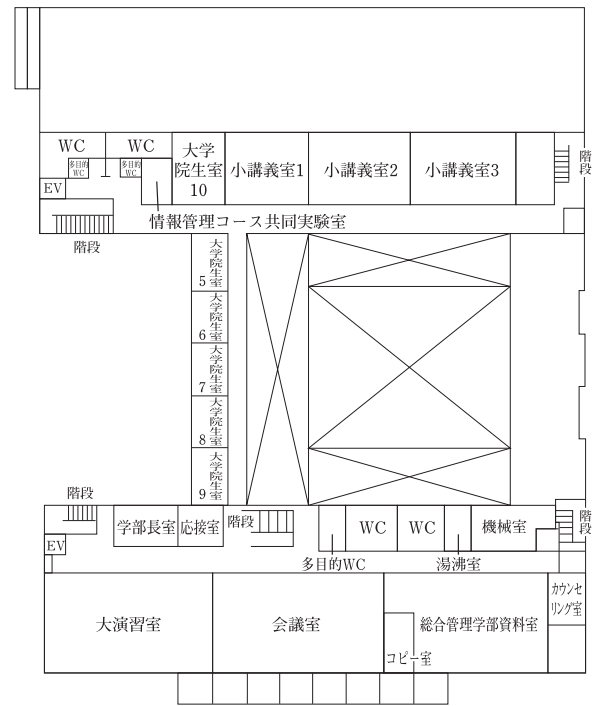 WC
WC
多目的
WC
多目的
WC
EV
大学
院生室
10
小講義室1
小講義室2
小講義室3
階段
情報管理コース共同実験室
階段
大学院生室
5
大学院生室
6
大学院生室
7
大学院生室
8
大学院生室
9
階段
EV
学部長室
応接室
階段
WC
WC
機械室
階段
多目的WC
湯沸室
大演習室
会議室
総合管理学部資料室
コピー室
カウンセ
リング室